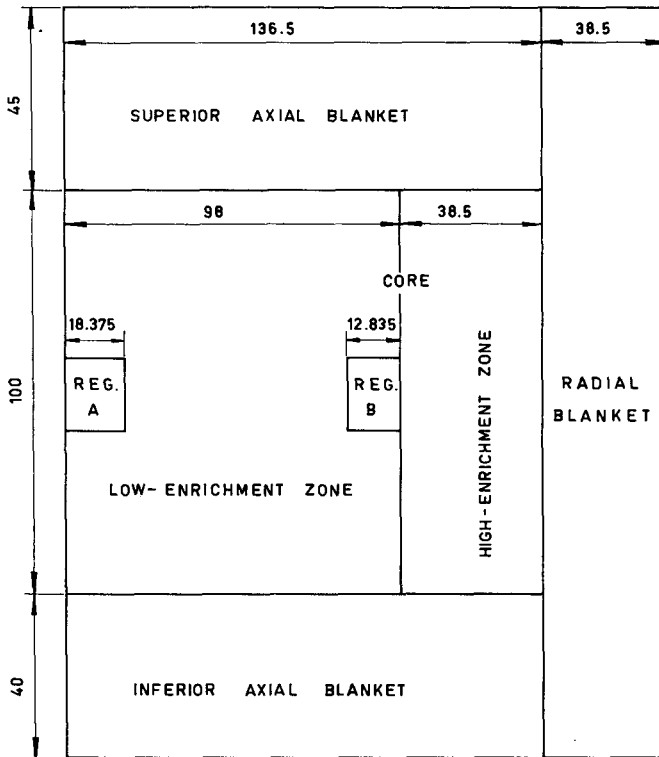 136.5
38.5
45
SUPERIOR AXIAL BLANKET
98
38.5
CORE
18.375
12.835
REG.
A
REG.
B
100
HIGH-ENRICHMENT ZONE
RADIAL
BLANKET
LOW-ENRICHMENT ZONE
40
INFERIOR AXIAL BLANKET